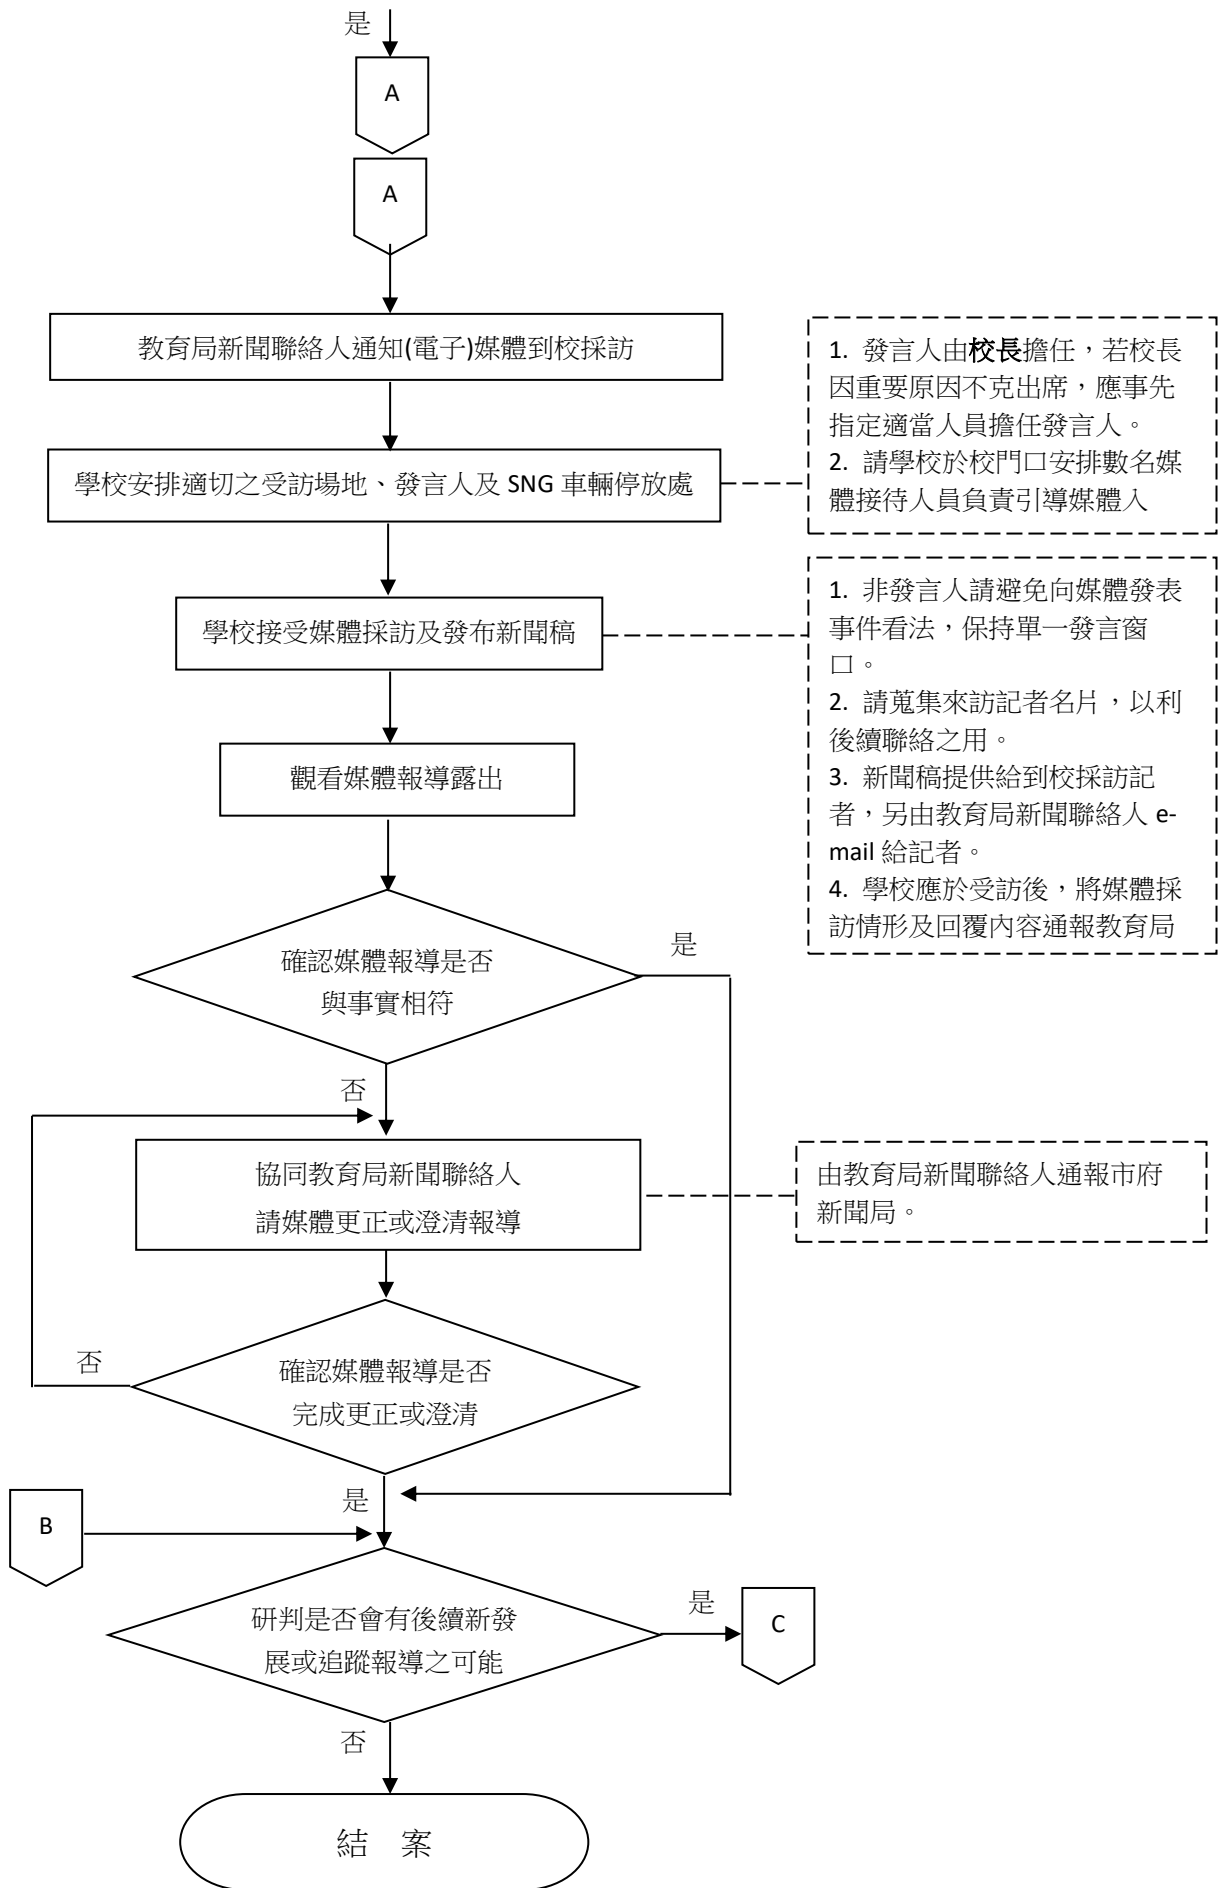 是
A
A
教育局新聞聯絡人通知(電子)媒體到校採訪
1. 發言人由校長擔任，若校長
因重要原因不克出席，應事先
指定適當人員擔任發言人。
2. 請學校於校門口安排數名媒
體接待人員負責引導媒體入
學校安排適切之受訪場地、發言人及 SNG 車輛停放處
學校接受媒體採訪及發布新聞稿
1. 非發言人請避免向媒體發表
事件看法，保持單一發言窗
口。
2. 請蒐集來訪記者名片，以利
後續聯絡之用。
3. 新聞稿提供給到校採訪記
者，另由教育局新聞聯絡人 e-
mail 給記者。
4. 學校應於受訪後，將媒體採
訪情形及回覆內容通報教育局
觀看媒體報導露出
確認媒體報導是否
與事實相符
是
否
協同教育局新聞聯絡人
請媒體更正或澄清報導
由教育局新聞聯絡人通報市府
新聞局。
否
確認媒體報導是否
完成更正或澄清
是
B
研判是否會有後續新發
展或追蹤報導之可能
是
C
否
結 案